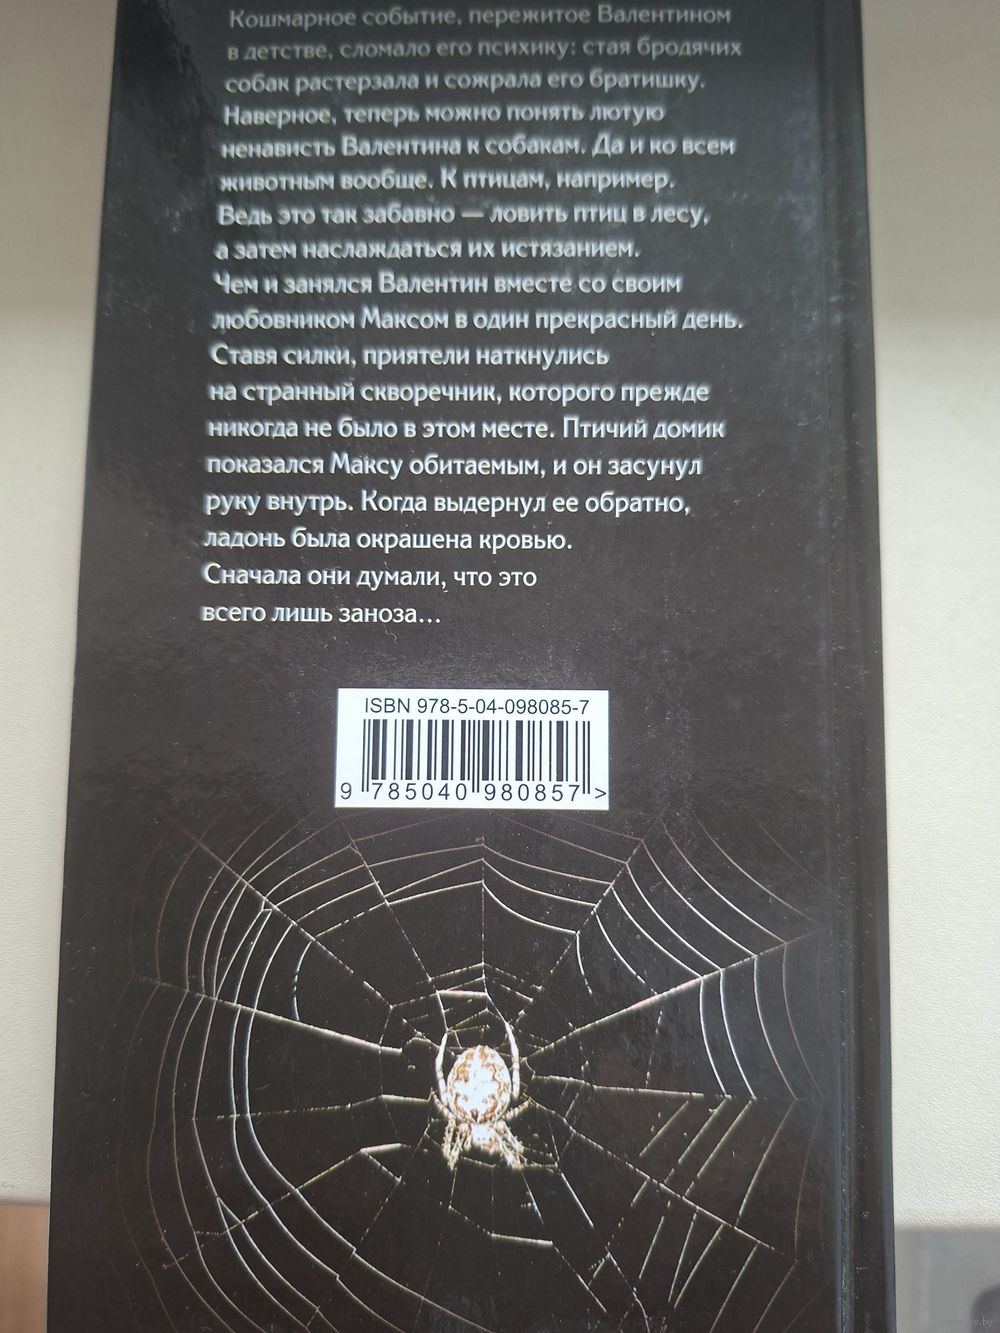 Кошмарное событие, пережитое Валентином
в детстве, сломало его психику: стая бродячих
собак растерзала и сожрала его братишку.
Наверное, теперь можно понять лютую
ненависть Валентина к собакам. Да и ко всем
животным вообще. К птицам, например.
Ведь это так забавно — ловить птиц в лесу,
а затем наслаждаться их истязанием.
Чем и занялся Валентин вместе со своим
любовником Максом в один прекрасный день.
Ставя силки, приятели наткнулись
на странный скворечник, которого прежде
никогда не было в этом месте. Птичий домик
показался Максу обитаемым, и он засунул
руку внутрь. Когда выдернул ее обратно,
ладонь была окрашена кровью.
Сначала они думали, что это
всего лишь заноза...
ISBN 978-5-04-098085-7
9 785040 980857 >